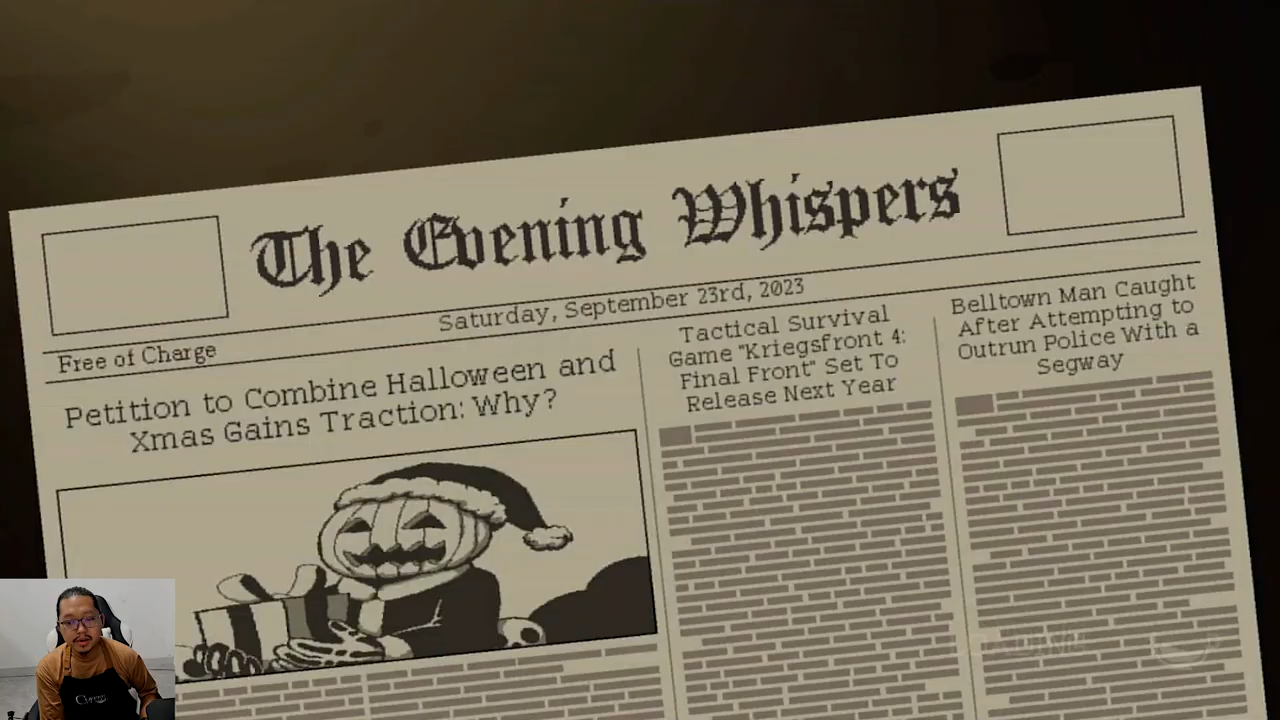 The Evening Whispers
Saturday, September 23rd, 2023
Free of Charge
Petition to Combine Halloween and
Xmas Gains Traction: Why?
Tactical Survival
Game "Kriegsfront 4:
Final Front" Set To
Release Next Year
Belltown Man Caught
After Attempting to
Outrun Police With a
Segway